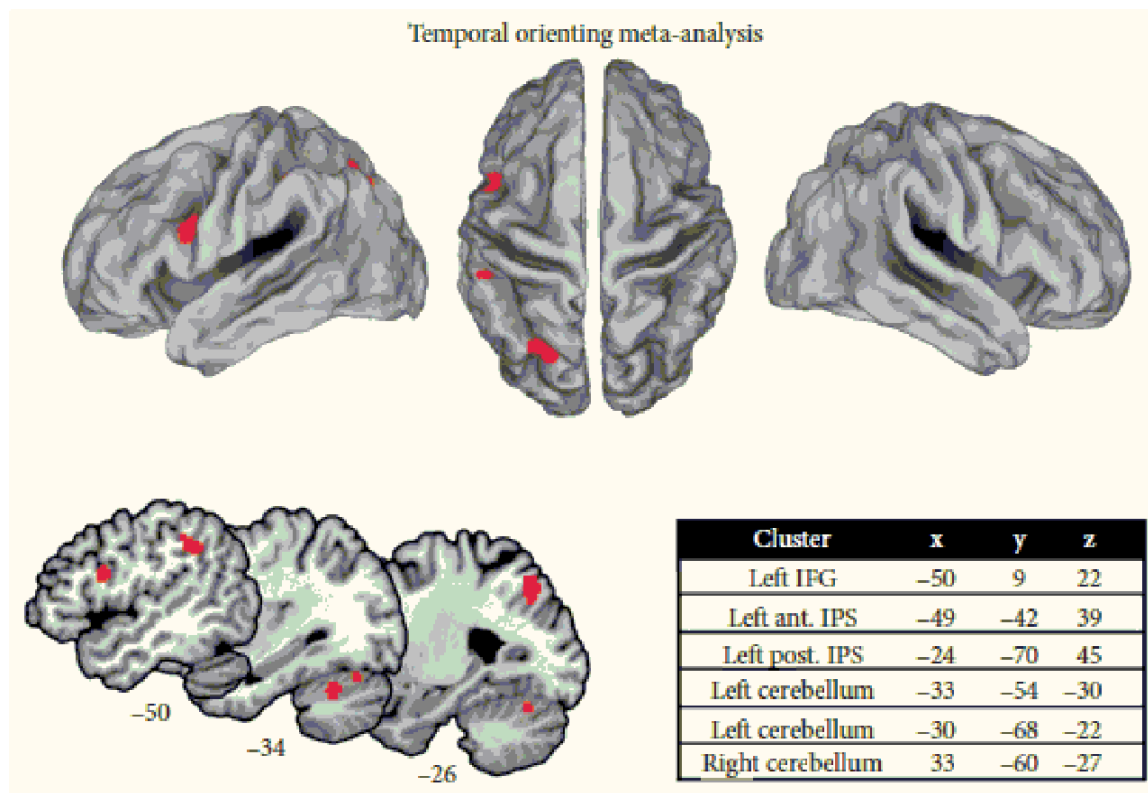 Temporal orienting meta-analysis
−50
−34
−26
Cluster x y z
Left IFG −50 9 22
Left ant. IPS −49 −42 39
Left post. IPS −24 −70 45
Left cerebellum −33 −54 −30
Left cerebellum −30 −68 −22
Right cerebellum 33 −60 −27